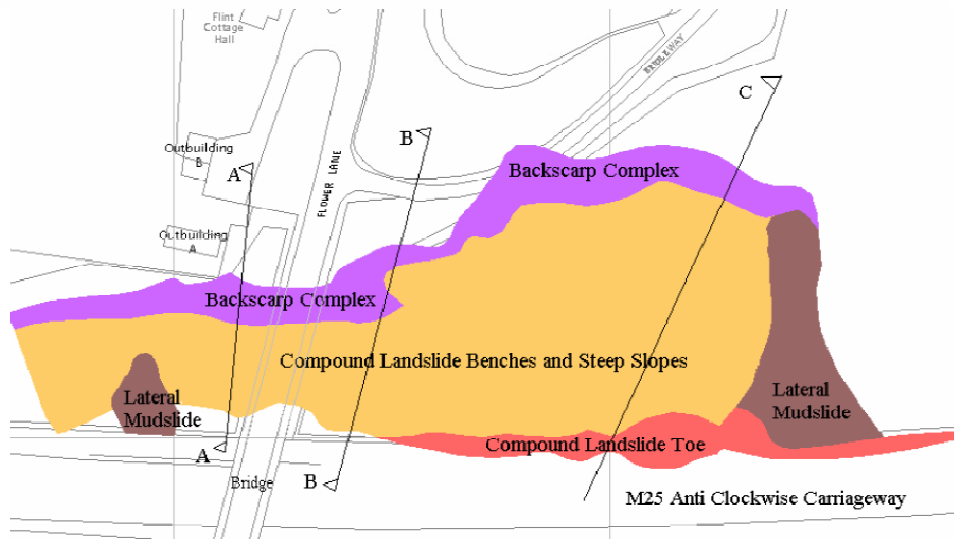 Flint
Cottage
Hall
BRIDLEWAY
C
B
Outbuilding
B
A
FLOWER LANE
Backscarp Complex
Outbuilding
A
Backscarp Complex
Compound Landslide Benches and Steep Slopes
Lateral
Mudslide
Lateral
Mudslide
Compound Landslide Toe
A
Bridge
B
M25 Anti Clockwise Carriageway